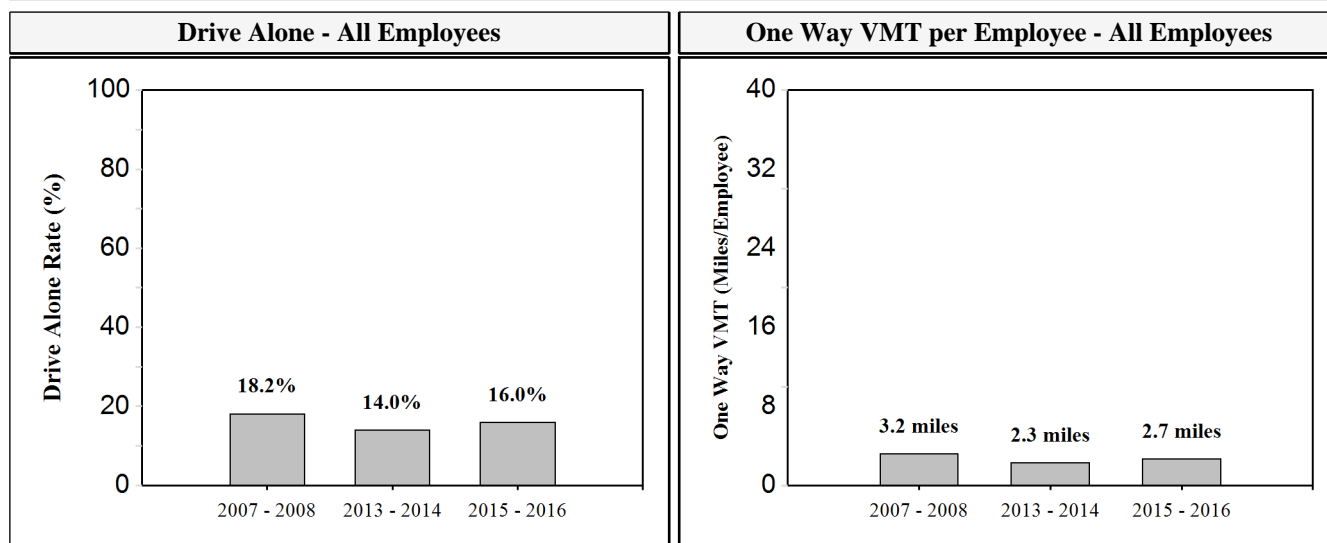 Drive Alone - All Employees
Drive Alone Rate (%)
100
80
60
40
20
0
18.2%
14.0%
16.0%
2007 - 2008
2013 - 2014
2015 - 2016
One Way VMT per Employee - All Employees
One Way VMT (Miles/Employee)
40
32
24
16
8
0
3.2 miles
2.3 miles
2.7 miles
2007 - 2008
2013 - 2014
2015 - 2016